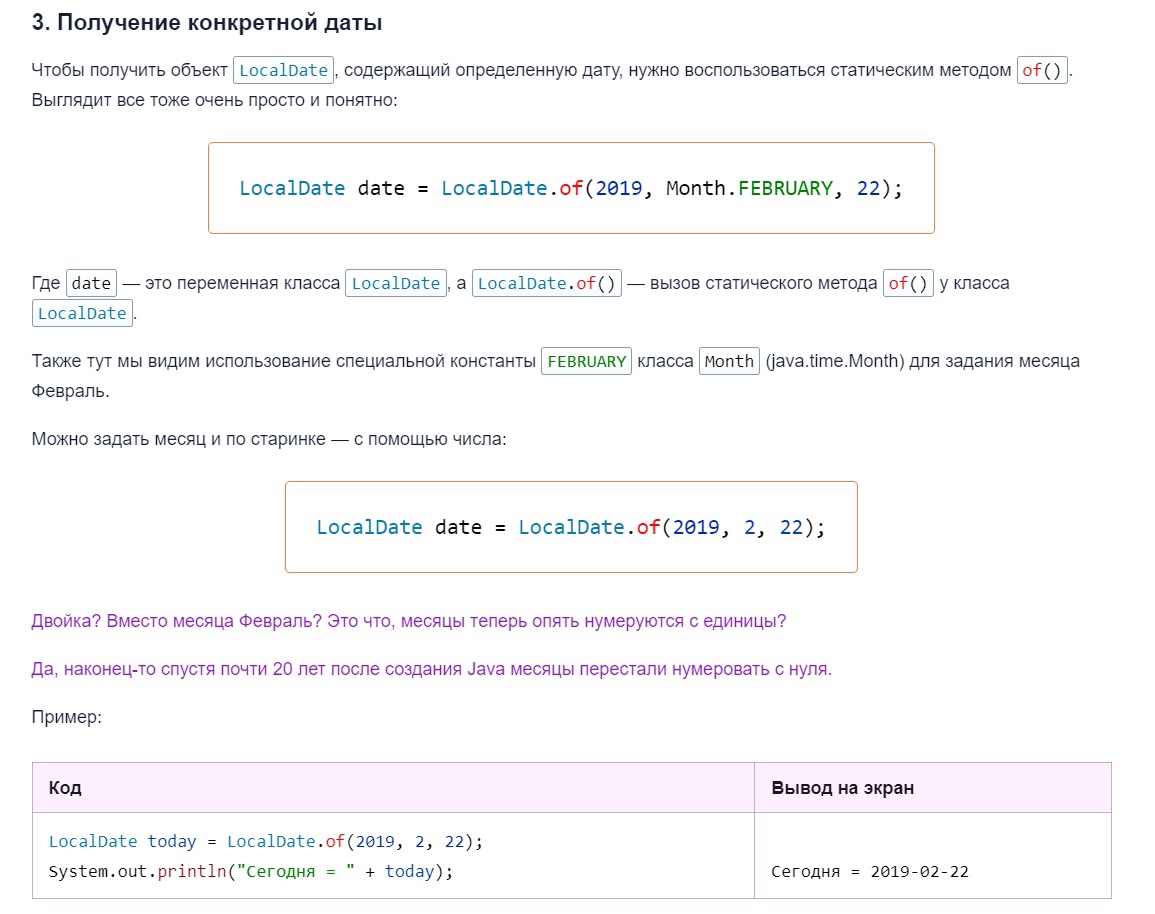 3. Получение конкретной даты
Чтобы получить объект LocalDate, содержащий определенную дату, нужно воспользоваться статическим методом of().
Выглядит все тоже очень просто и понятно:
LocalDate date = LocalDate.of(2019, Month.FEBRUARY, 22);
Где date — это переменная класса LocalDate, а LocalDate.of() — вызов статического метода of() у класса
LocalDate.
Также тут мы видим использование специальной константы FEBRUARY класса Month (java.time.Month) для задания месяца
Февраль.
Можно задать месяц и по старинке — с помощью числа:
LocalDate date = LocalDate.of(2019, 2, 22);
Двойка? Вместо месяца Февраль? Это что, месяцы теперь опять нумеруются с единицы?
Да, наконец-то спустя почти 20 лет после создания Java месяцы перестали нумеровать с нуля.
Пример:
Код
Вывод на экран
LocalDate today = LocalDate.of(2019, 2, 22);
System.out.println("Сегодня = " + today);
Сегодня = 2019-02-22